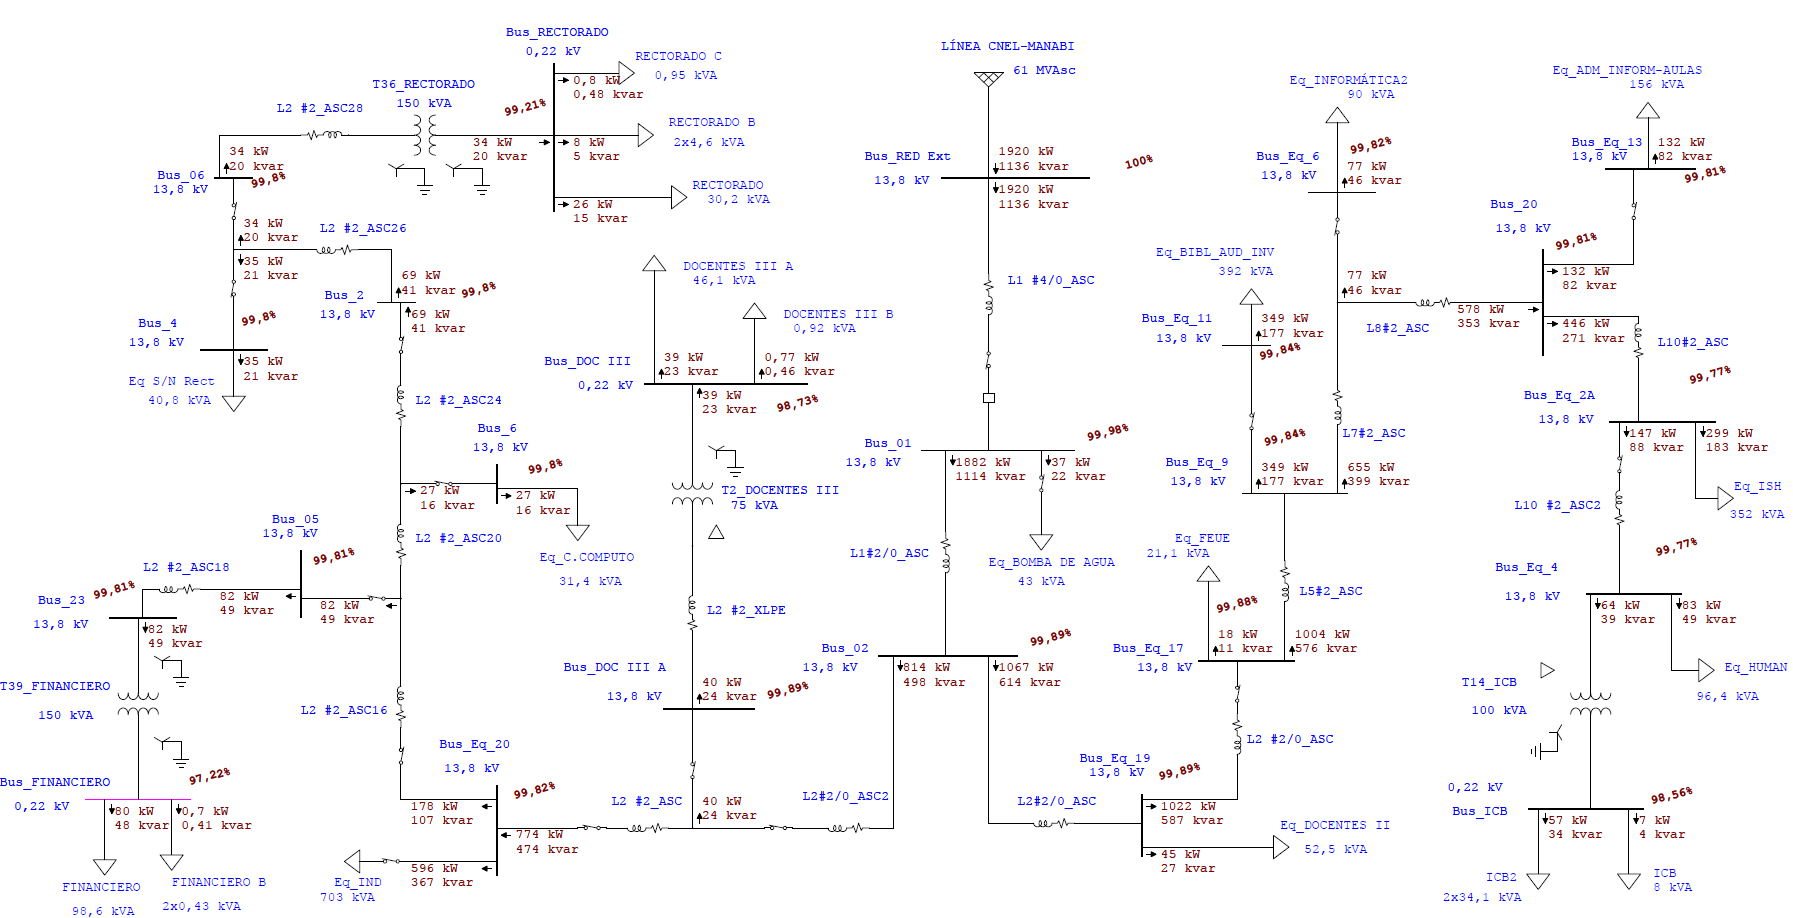 Bus_RECTORADO
0,22 kV
RECTORADO C
0,95 kVA
0,8 kW
0,48 kvar
T36_RECTORADO
150 kVA
99,21%
L2 #2_ASC28
RECTORADO B
2x4,6 kVA
34 kW
20 kvar
8 kW
5 kvar
34 kW
20 kvar
Bus_06
13,8 kV
99,8%
RECTORADO
30,2 kVA
26 kW
15 kvar
34 kW
20 kvar
L2 #2_ASC26
35 kW
21 kvar
69 kW
41 kvar
99,8%
Bus_2
13,8 kV
69 kW
41 kvar
Bus_4
13,8 kV
99,8%
35 kW
21 kvar
Eq S/N Rect
40,8 kVA
L2 #2_ASC24
Bus_6
13,8 kV
99,8%
27 kW
16 kvar
27 kW
16 kvar
Eq_C.COMPUTO
31,4 kVA
Bus_05
13,8 kV
99,81%
L2 #2_ASC20
L2 #2_ASC18
99,81%
82 kW
49 kvar
82 kW
49 kvar
Bus_23
13,8 kV
82 kW
49 kvar
T39_FINANCIERO
150 kVA
L2 #2_ASC16
Bus_FINANCIERO
0,22 kV
97,22%
80 kW
48 kvar
0,7 kW
0,41 kvar
FINANCIERO
98,6 kVA
FINANCIERO B
2x0,43 kVA
Bus_Eq_20
13,8 kV
99,82%
178 kW
107 kvar
774 kW
474 kvar
596 kW
367 kvar
Eq_IND
703 kVA
DOCENTES III A
46,1 kVA
DOCENTES III B
0,92 kVA
Bus_DOC III
0,22 kV
39 kW
23 kvar
0,77 kW
0,46 kvar
39 kW
23 kvar
98,73%
T2_DOCENTES III
75 kVA
L2 #2_XLPE
Bus_DOC III A
13,8 kV
40 kW
24 kvar
99,89%
L2 #2_ASC
40 kW
24 kvar
L2#2/0_ASC2
LÍNEA CNEL-MANABI
61 MVAsc
Bus_RED Ext
13,8 kV
1920 kW
1136 kvar
100%
1920 kW
1136 kvar
L1 #4/0_ASC
Bus_01
13,8 kV
99,98%
1882 kW
1114 kvar
37 kW
22 kvar
L1#2/0_ASC
Eq_BOMBA DE AGUA
43 kVA
Bus_02
13,8 kV
99,89%
814 kW
498 kvar
1067 kW
614 kvar
L2#2/0_ASC
Bus_Eq_19
13,8 kV
99,89%
1022 kW
587 kvar
45 kW
27 kvar
Eq_DOCENTES II
52,5 kVA
L2 #2/0_ASC
Eq_FEUE
21,1 kVA
99,88%
Bus_Eq_17
13,8 kV
18 kW
11 kvar
1004 kW
576 kvar
L5#2_ASC
Bus_Eq_9
13,8 kV
99,84%
349 kW
177 kvar
655 kW
399 kvar
Eq_BIBL_AUD_INV
392 kVA
Bus_Eq_11
13,8 kV
349 kW
177 kvar
99,84%
L7#2_ASC
Eq_INFORMÁTICA2
90 kVA
Bus_Eq_6
13,8 kV
99,82%
77 kW
46 kvar
77 kW
46 kvar
L8#2_ASC
578 kW
353 kvar
Eq_ADM_INFORM-AULAS
156 kVA
Bus_Eq_13
13,8 kV
132 kW
82 kvar
99,81%
Bus_20
13,8 kV
99,81%
132 kW
82 kvar
446 kW
271 kvar
L10#2_ASC
99,77%
Bus_Eq_2A
13,8 kV
147 kW
88 kvar
299 kW
183 kvar
Eq_ISH
352 kVA
L10 #2_ASC2
99,77%
Bus_Eq_4
13,8 kV
64 kW
39 kvar
83 kW
49 kvar
Eq_HUMAN
96,4 kVA
T14_ICB
100 kVA
0,22 kV
Bus_ICB
98,56%
57 kW
34 kvar
7 kW
4 kvar
ICB2
2x34,1 kVA
ICB
8 kVA